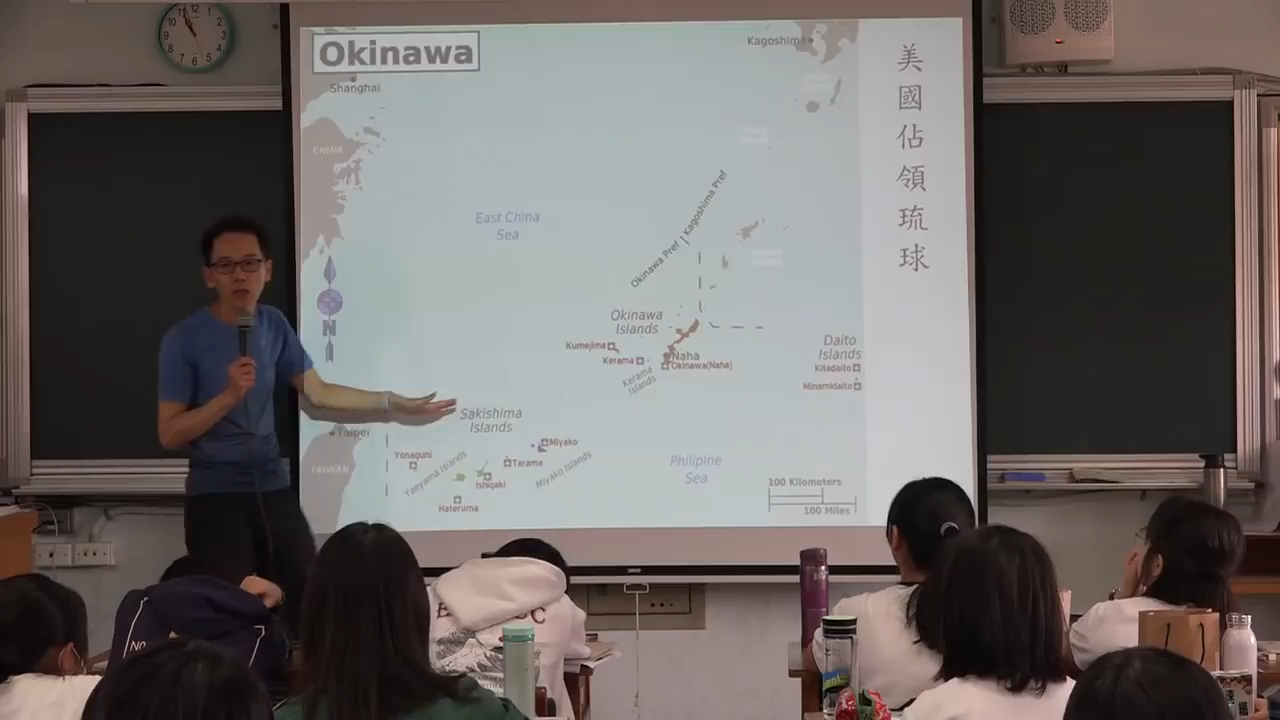 Okinawa
Kagoshima
Shanghai
CHINA
East China
Sea
Okinawa Pref
Kagoshima Pref
N
Okinawa
Islands
Kumejima
Kerama
Kerama
Islands
Naha
Okinawa(Naha)
Daito
Islands
Kitadaito
Minamidaito
Sakishima
Islands
Taipei
TAIWAN
Yonaguni
Yaeyama Islands
Hateruma
Ishigaki
Tarama
Miyako
Miyako Islands
Philipine
Sea
100 Kilometers
100 Miles
美國佔領琉球